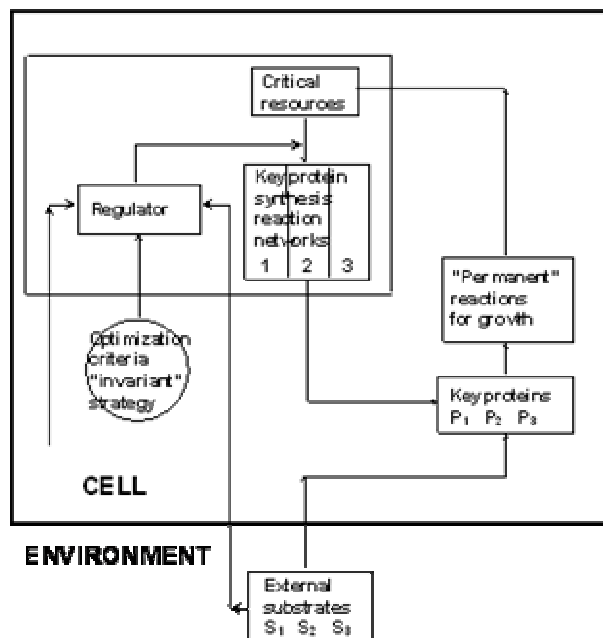 Critical
resources
Key protein
synthesis
reaction
networks
1 2 3
Regulator
"Permanent"
reactions
for growth
Optimization
criteria
"invariant"
strategy
Key proteins
P₁ P₂ P₃
CELL
ENVIRONMENT
External
substrates
S₁ S₂ S₃